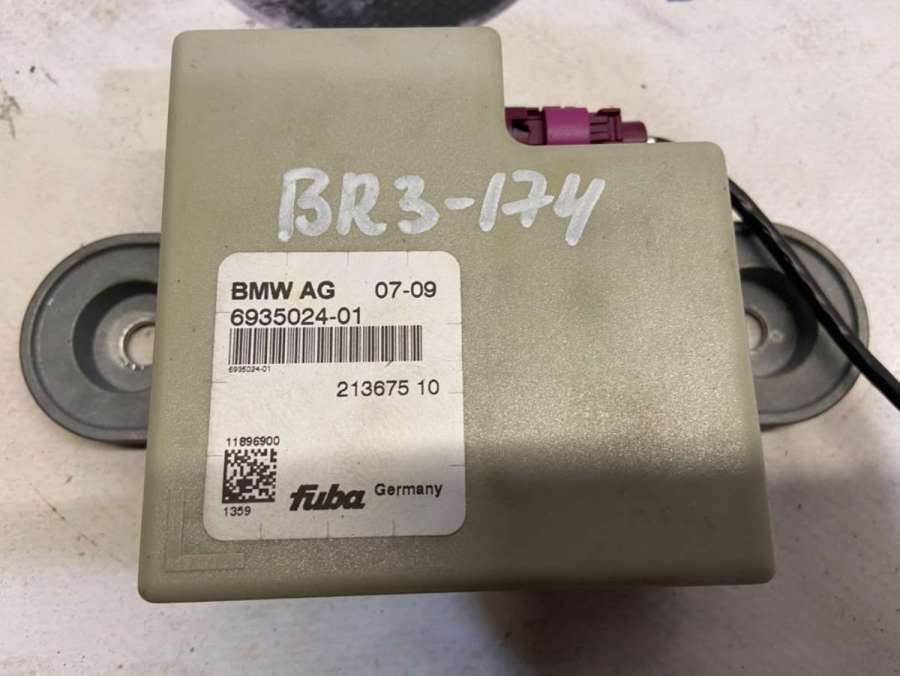 BR3-174
BMW AG 07-09
6935024-01
6935024-01
213675 10
11896900
1359
fuba Germany